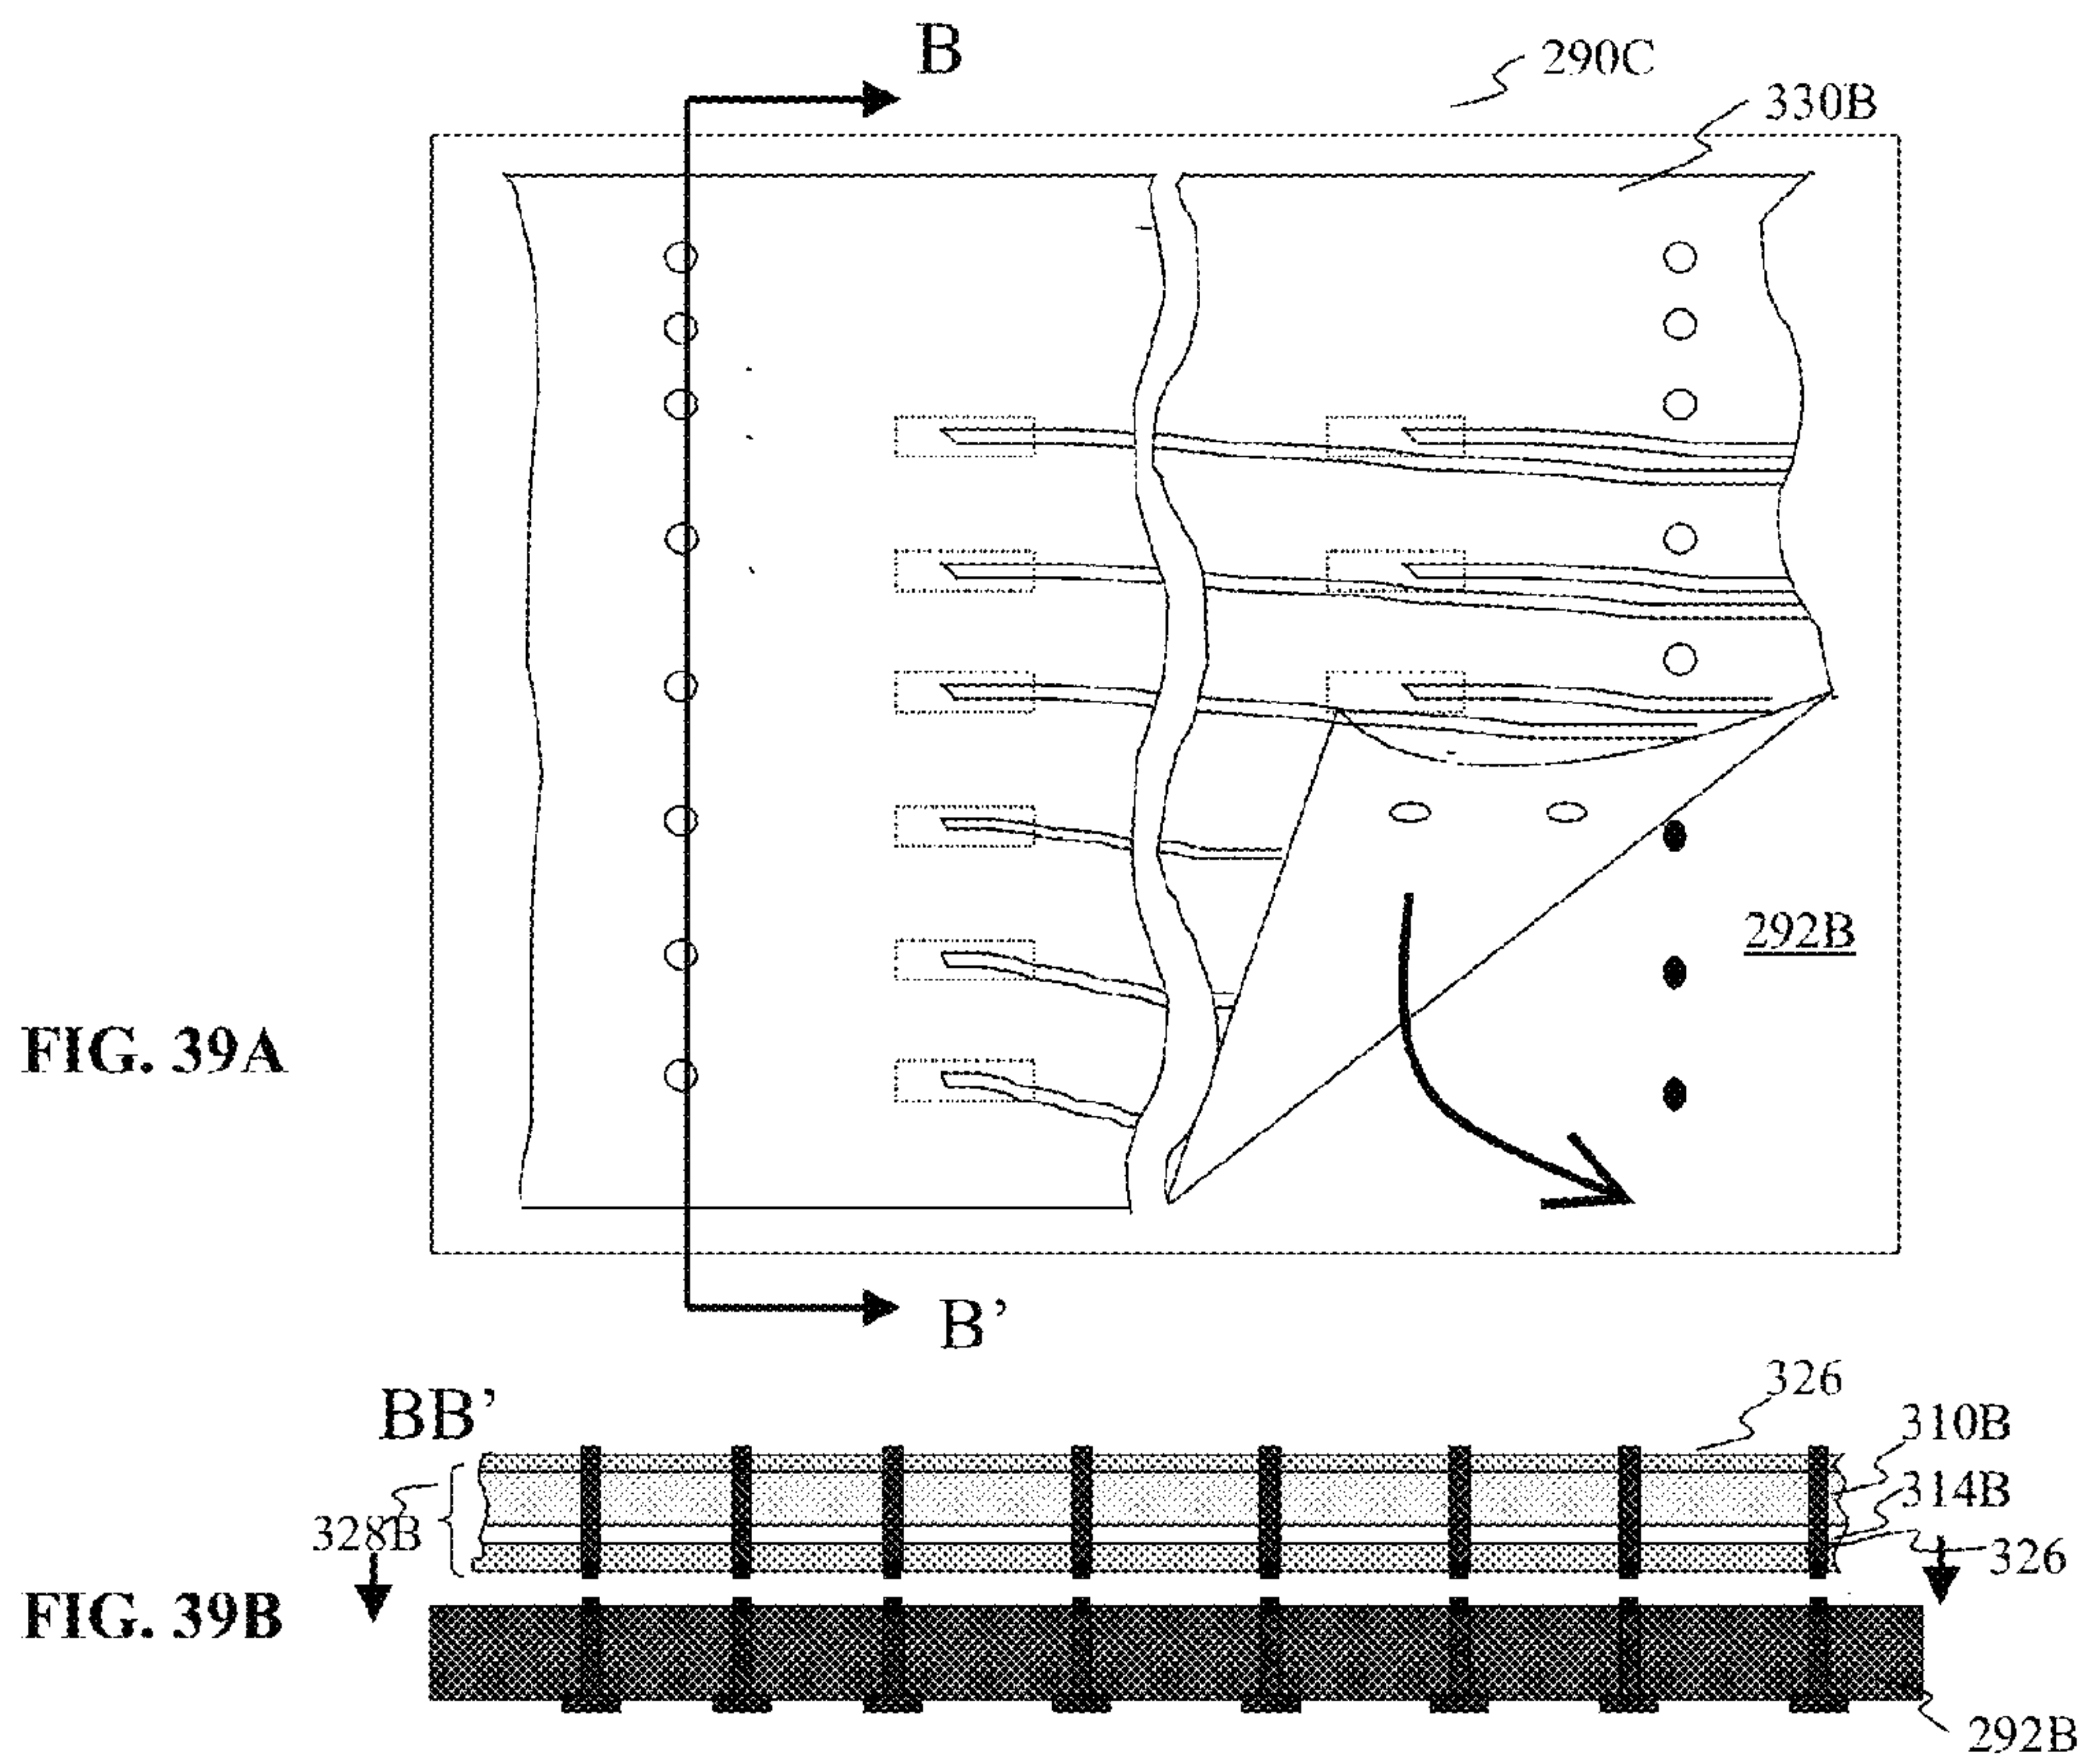 B
290C
330B
292B
FIG. 39A
B’
326
BB’
310B
314B
328B
326
FIG. 39B
292B